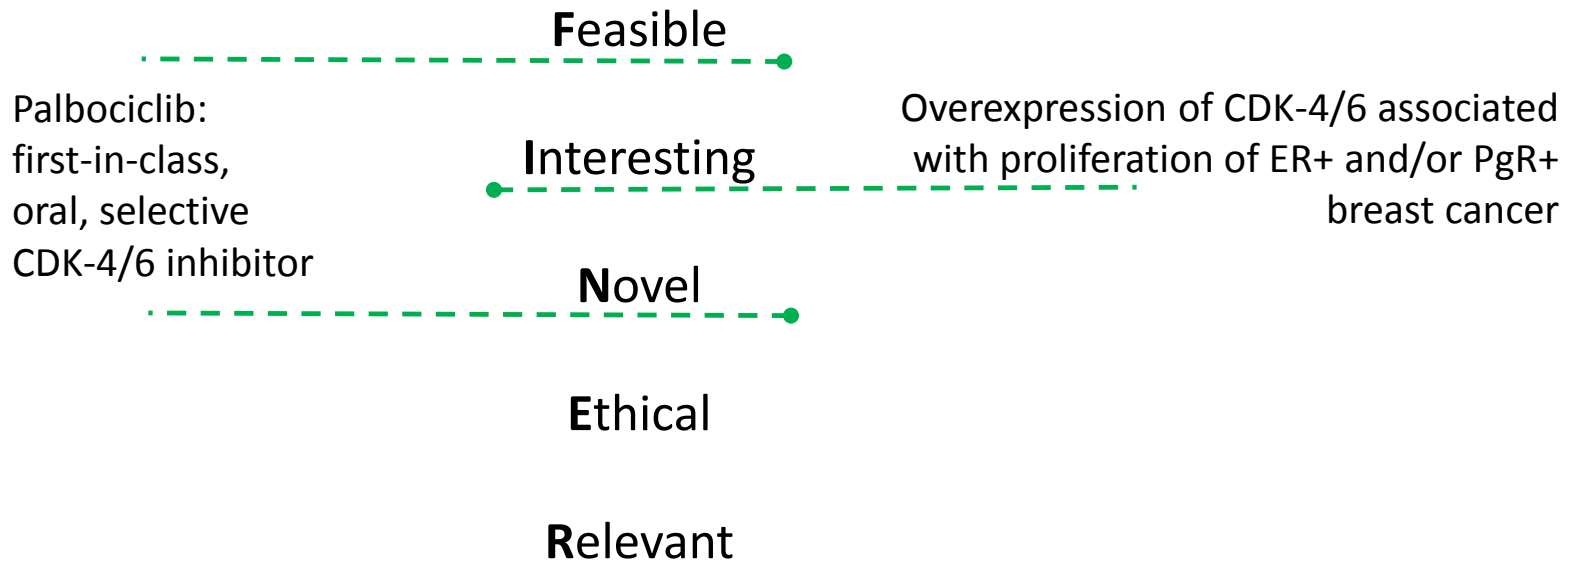 Feasible
Palbociclib:
first-in-class,
oral, selective
CDK-4/6 inhibitor
Interesting
Overexpression of CDK-4/6 associated
with proliferation of ER+ and/or PgR+
breast cancer
Novel
Ethical
Relevant